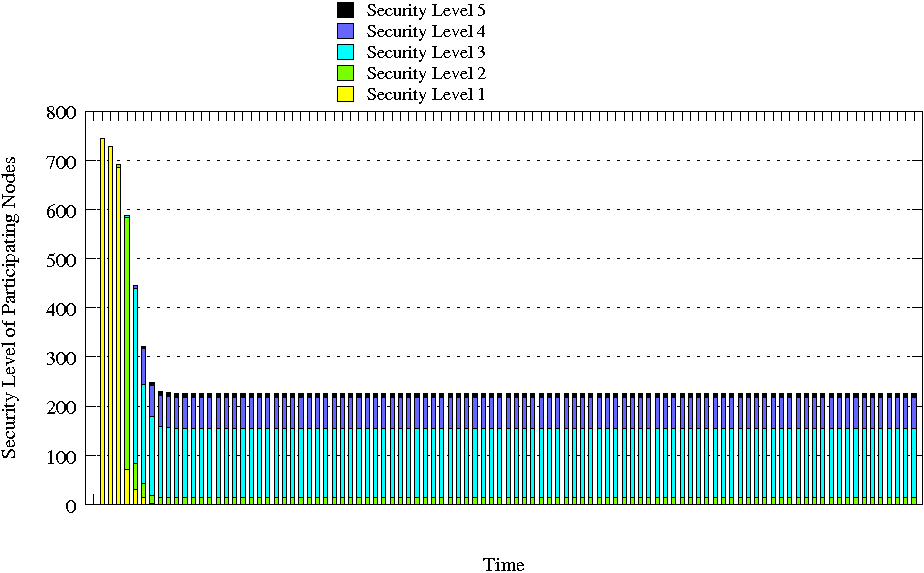 Security Level 5
Security Level 4
Security Level 3
Security Level 2
Security Level 1
800
700
600
500
400
300
200
100
0
Security Level of Participating Nodes
Time